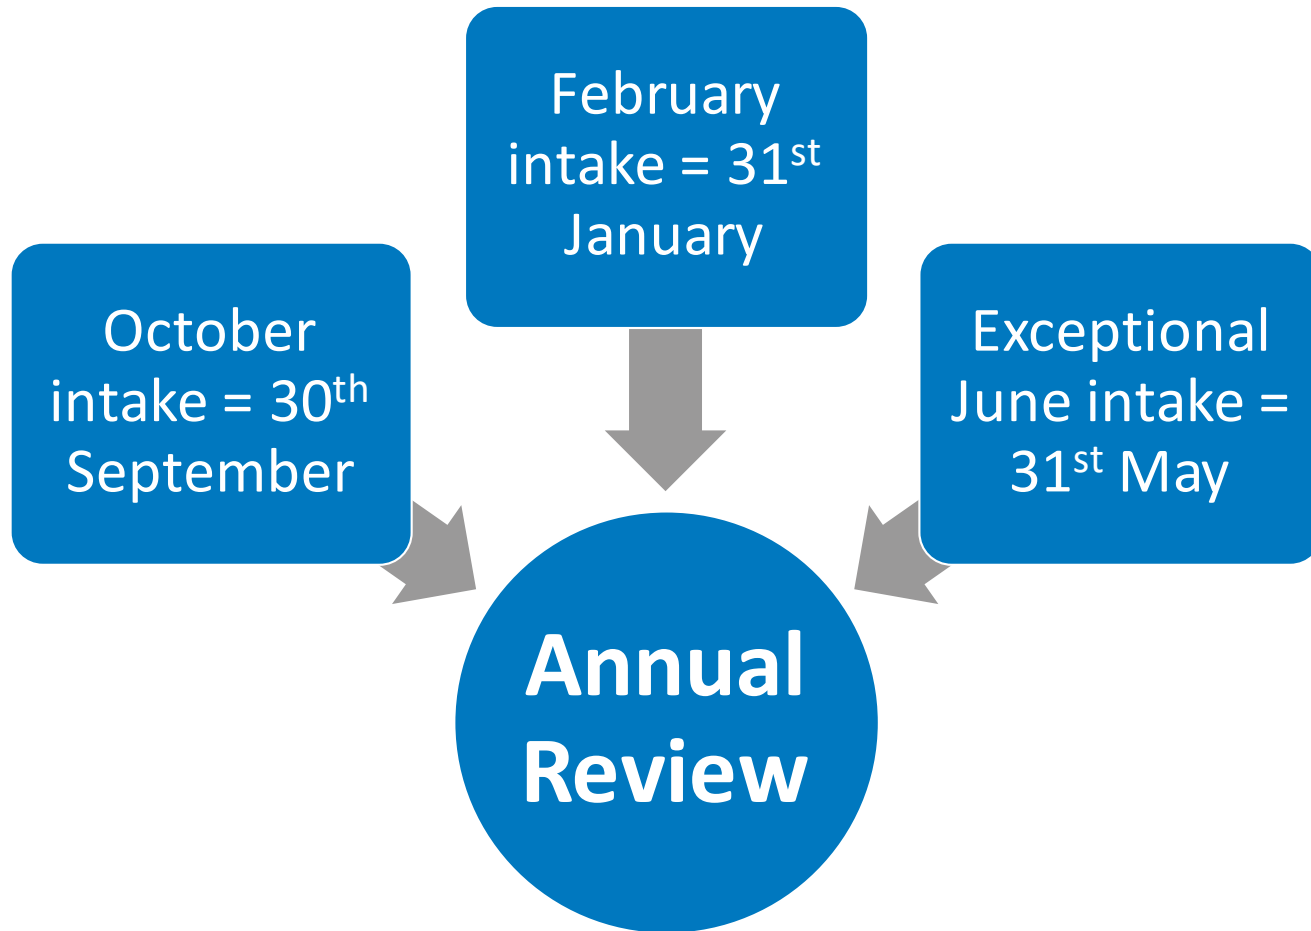 October
intake = 30th
September
February
intake = 31st
January
Exceptional
June intake =
31st May
Annual
Review